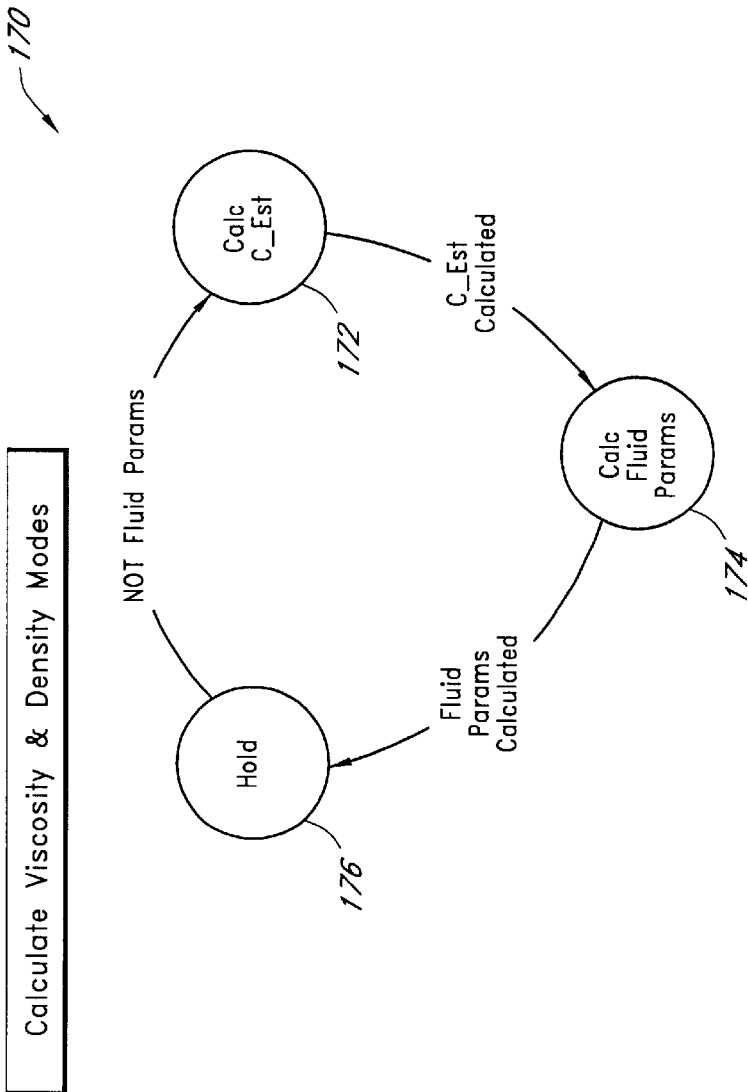 Calculate Viscosity & Density Modes
170
NOT Fluid Params
Hold
176
Calc
C_Est
172
Fluid
Params
Calculated
C_Est
Calculated
Calc
Fluid
Params
174